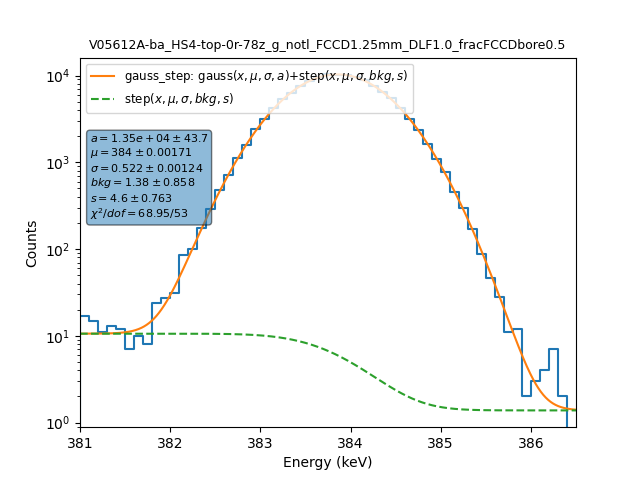 V05612A-ba_HS4-top-0r-78z_g_notl_FCCD1.25mm_DLF1.0_fracFCCDbore0.5
gauss_step: gauss(x, μ, σ, a)+step(x, μ, σ, bkg, s)
step(x, μ, σ, bkg, s)
a = 1.35e + 04 ± 43.7
μ = 384 ± 0.00171
σ = 0.522 ± 0.00124
bkg = 1.38 ± 0.858
s = 4.6 ± 0.763
χ²/dof = 68.95/53
10⁴
10³
10²
10¹
10⁰
Counts
381 382 383 384 385 386
Energy (keV)